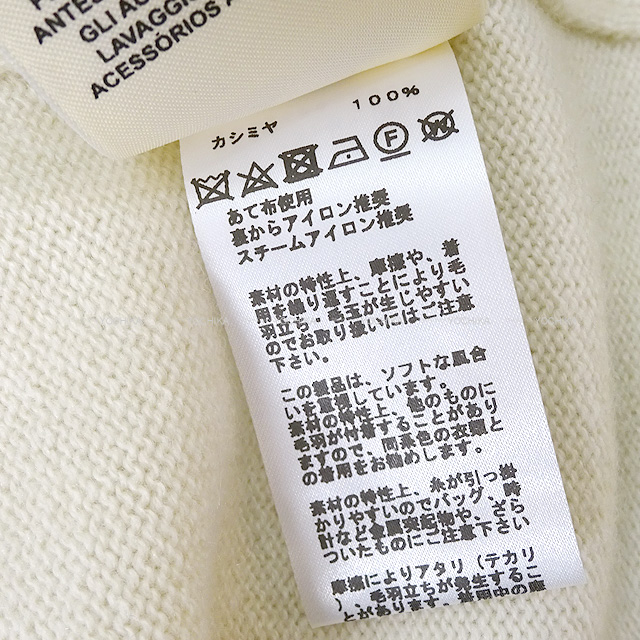 ANTES
GLI AC
LAVAGGI
ACESSÓRIOS A
カシミヤ 100%
F
W
あて布使用
裏からアイロン推奨
スチームアイロン推奨
素材の特性上、摩擦や、着
用を繰り返すことにより毛
羽立ち・毛玉が生じやすい
のでお取り扱いにはご注意
下さい。
この製品は、ソフトな風合
いを重視しています。
素材の特性上、他のものに
毛羽が付着することがあり
ますので、同系色の衣類と
の着用をお勧めします。
素材の特性上、糸が引っ掛
かりやすいのでバッグ、時
計など金属突起物や、ざら
ついたものにご注意下さい
摩擦によりアタリ（テカリ
）、毛羽立ちが発生するこ
とがあります。着用中の摩